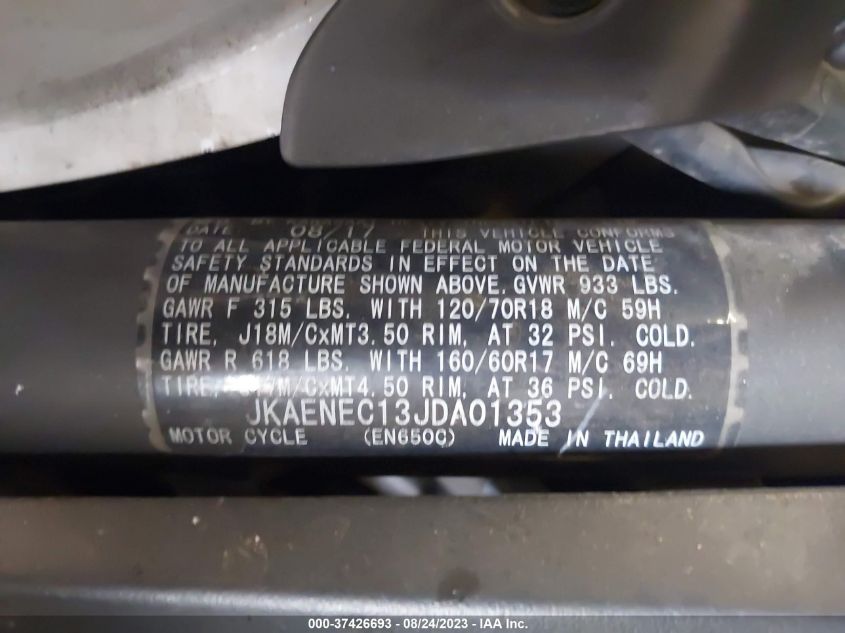 DATE 08/17 THIS VEHICLE CONFORMS
TO ALL APPLICABLE FEDERAL MOTOR VEHICLE
SAFETY STANDARDS IN EFFECT ON THE DATE
OF MANUFACTURE SHOWN ABOVE. GVWR 933 LBS.
GAWR F 315 LBS. WITH 120/70R18 M/C 59H
TIRE, J18M/CxMT3.50 RIM, AT 32 PSI. COLD.
GAWR R 618 LBS. WITH 160/60R17 M/C 69H
TIRE, J17M/CxMT4.50 RIM, AT 36 PSI. COLD.
JKAENEC13JDA01353
MOTOR CYCLE (EN650C) MADE IN THAILAND
000-37426693 - 08/24/2023 - IAA Inc.